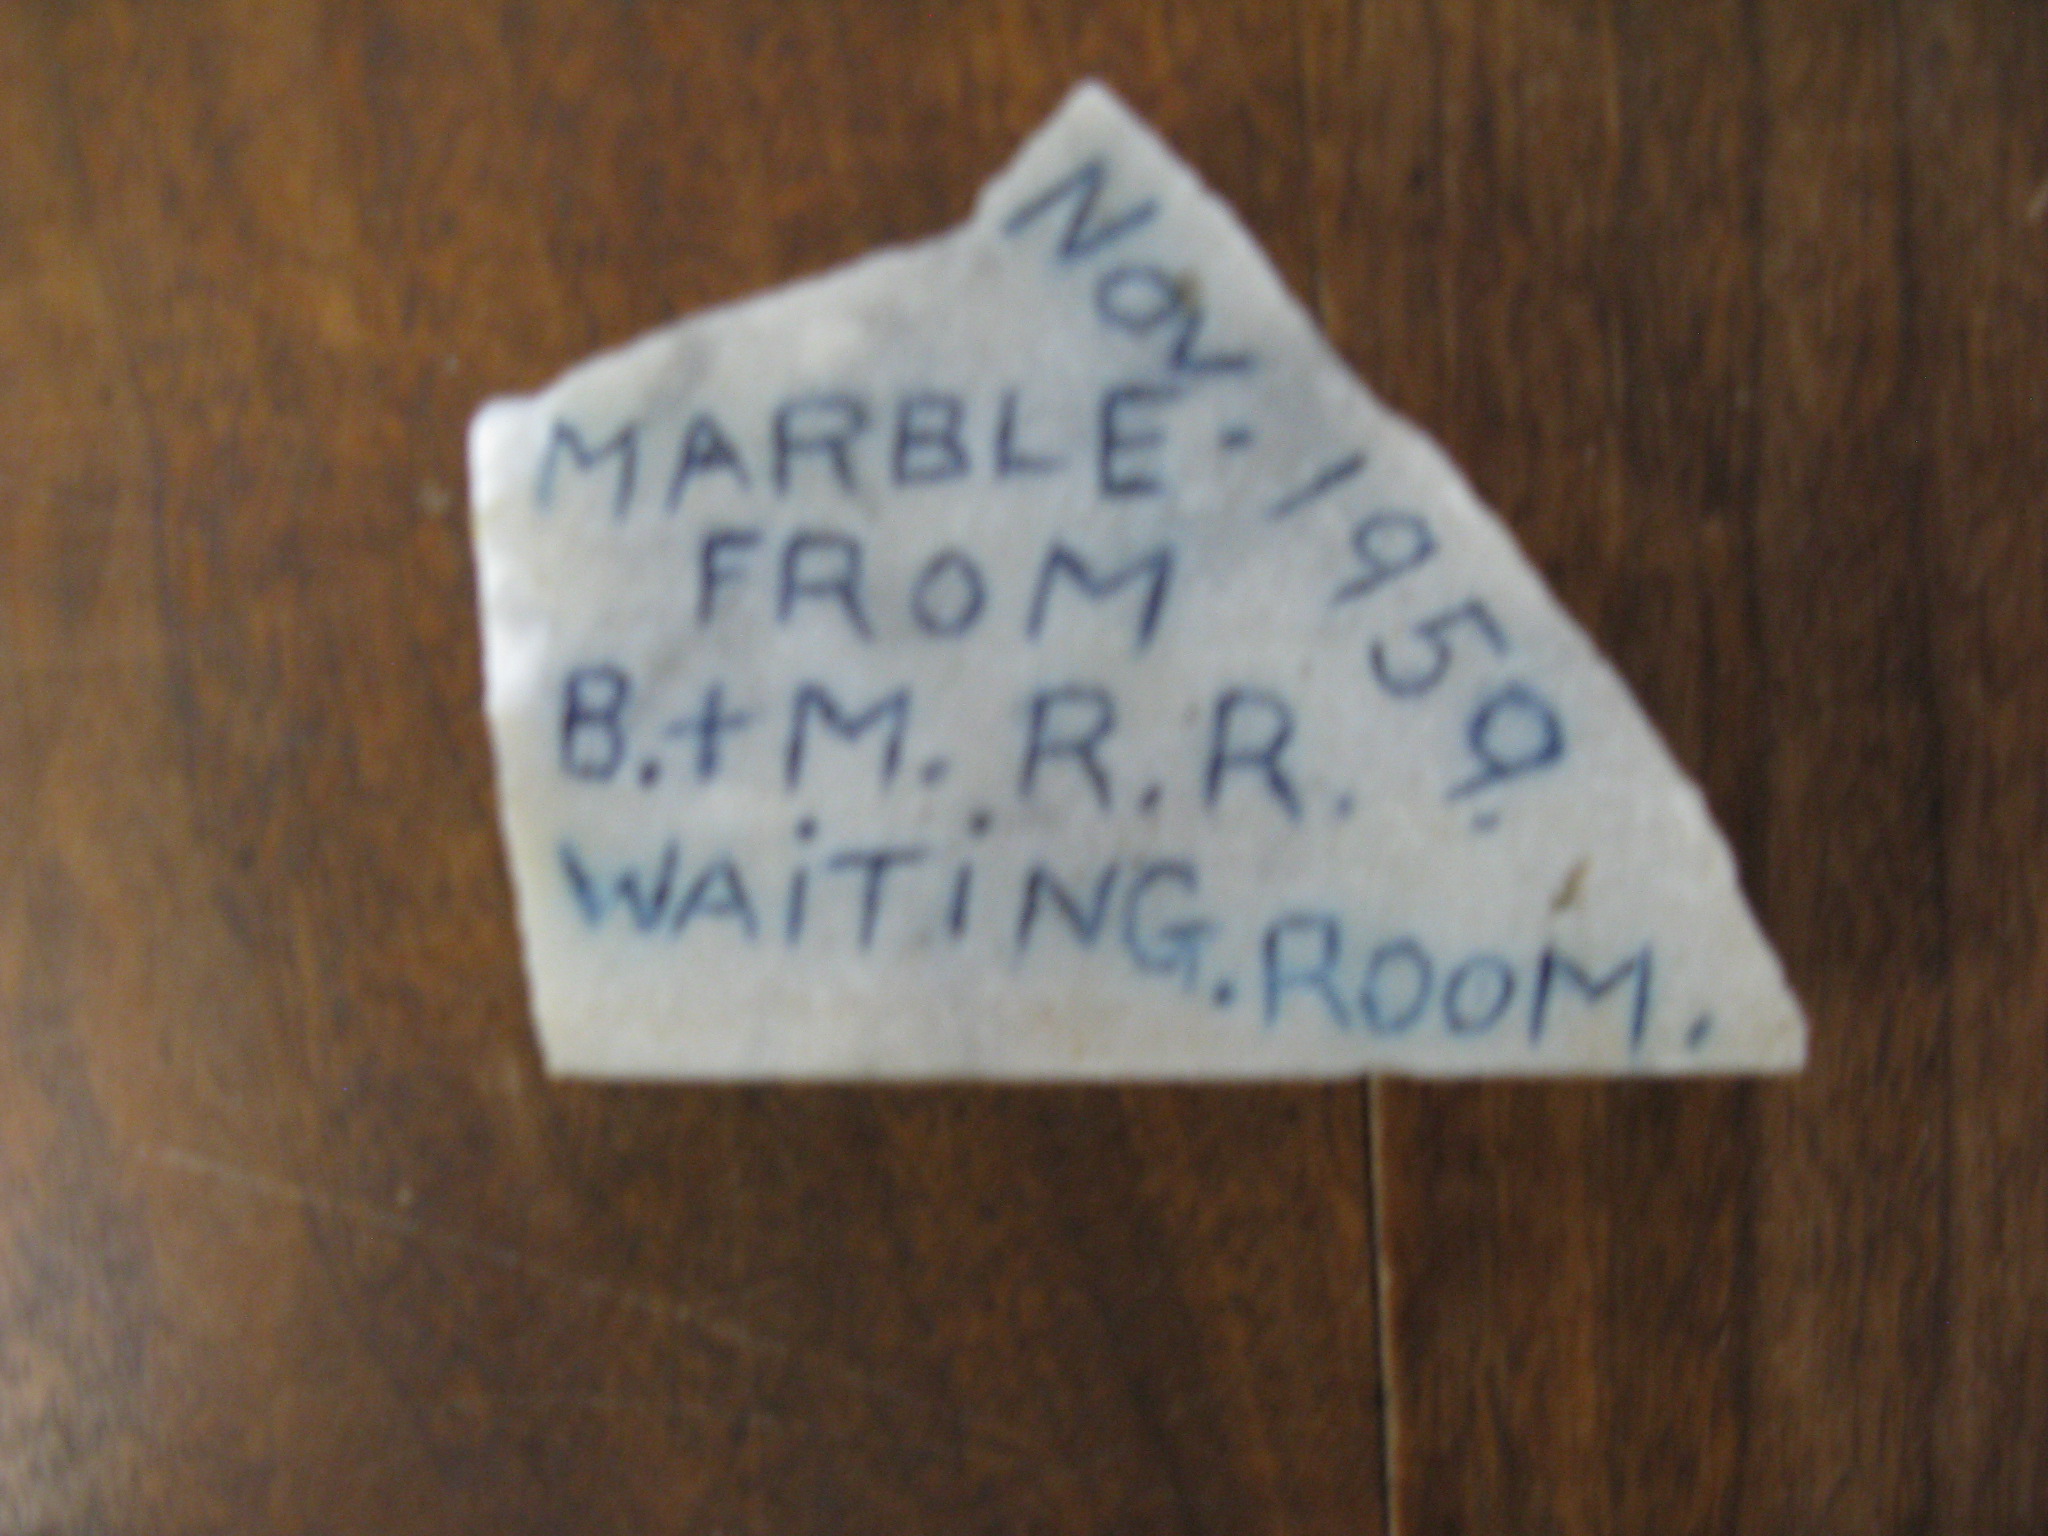 Nov. 1959.
MARBLE
FROM
B.+M. R.R.
WAiTiNG.ROOM.